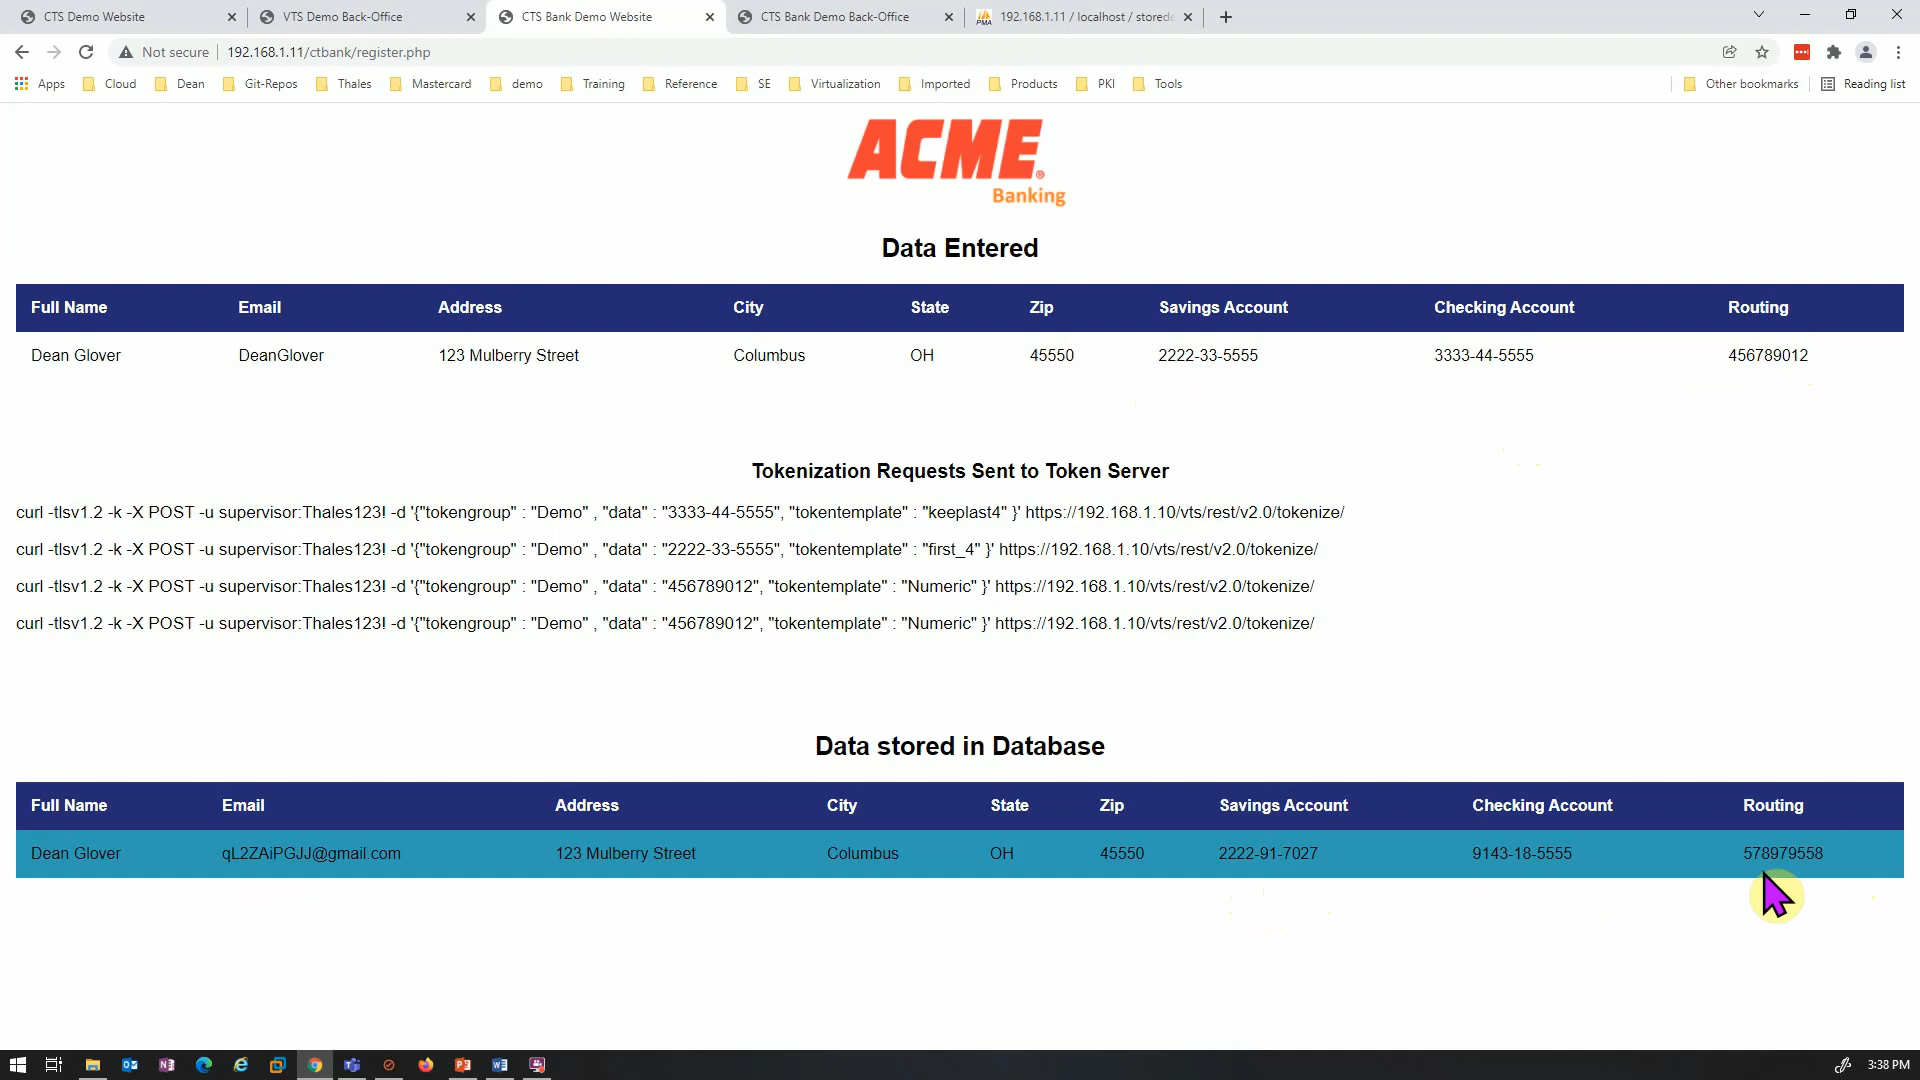 CTS Demo Website
VTS Demo Back-Office
CTS Bank Demo Website
CTS Bank Demo Back-Office
192.168.1.11 / localhost / storede
Not secure 192.168.1.11/ctbank/register.php
Apps Cloud Dean Git-Repos Thales Mastercard demo Training Reference SE Virtualization Imported Products PKI Tools Other bookmarks Reading list
ACME®
Banking
Data Entered
Full Name Email Address City State Zip Savings Account Checking Account Routing
Dean Glover DeanGlover 123 Mulberry Street Columbus OH 45550 2222-33-5555 3333-44-5555 456789012
Tokenization Requests Sent to Token Server
curl -tlsv1.2 -k -X POST -u supervisor:Thales123! -d '{"tokengroup" : "Demo" , "data" : "3333-44-5555", "tokentemplate" : "keeplast4" }' https://192.168.1.10/vts/rest/v2.0/tokenize/
curl -tlsv1.2 -k -X POST -u supervisor:Thales123! -d '{"tokengroup" : "Demo" , "data" : "2222-33-5555", "tokentemplate" : "first_4" }' https://192.168.1.10/vts/rest/v2.0/tokenize/
curl -tlsv1.2 -k -X POST -u supervisor:Thales123! -d '{"tokengroup" : "Demo" , "data" : "456789012", "tokentemplate" : "Numeric" }' https://192.168.1.10/vts/rest/v2.0/tokenize/
curl -tlsv1.2 -k -X POST -u supervisor:Thales123! -d '{"tokengroup" : "Demo" , "data" : "456789012", "tokentemplate" : "Numeric" }' https://192.168.1.10/vts/rest/v2.0/tokenize/
Data stored in Database
Full Name Email Address City State Zip Savings Account Checking Account Routing
Dean Glover qL2ZAiPGJJ@gmail.com 123 Mulberry Street Columbus OH 45550 2222-91-7027 9143-18-5555 578979558
3:38 PM